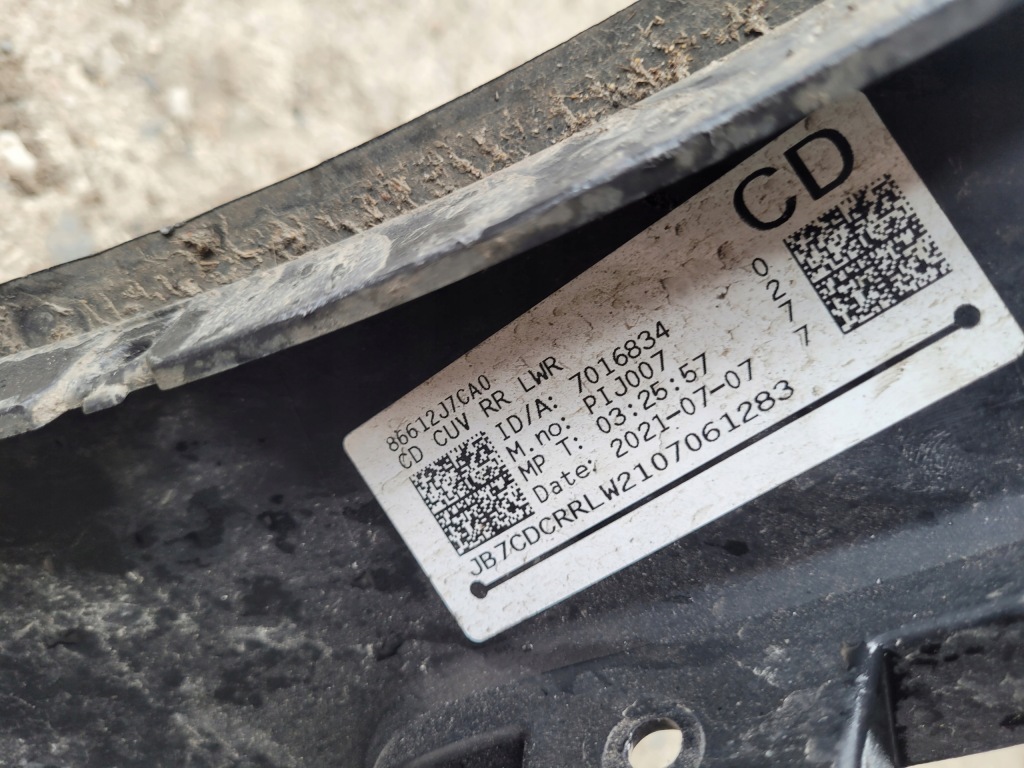 CD
0277
86612J7CA0
CD CUV RR LWR
ID/A: 7016834
M.no: PIJ007
MP T: 03:25:57
Date: 2021-07-07
JB7CDCRRLW2107061283